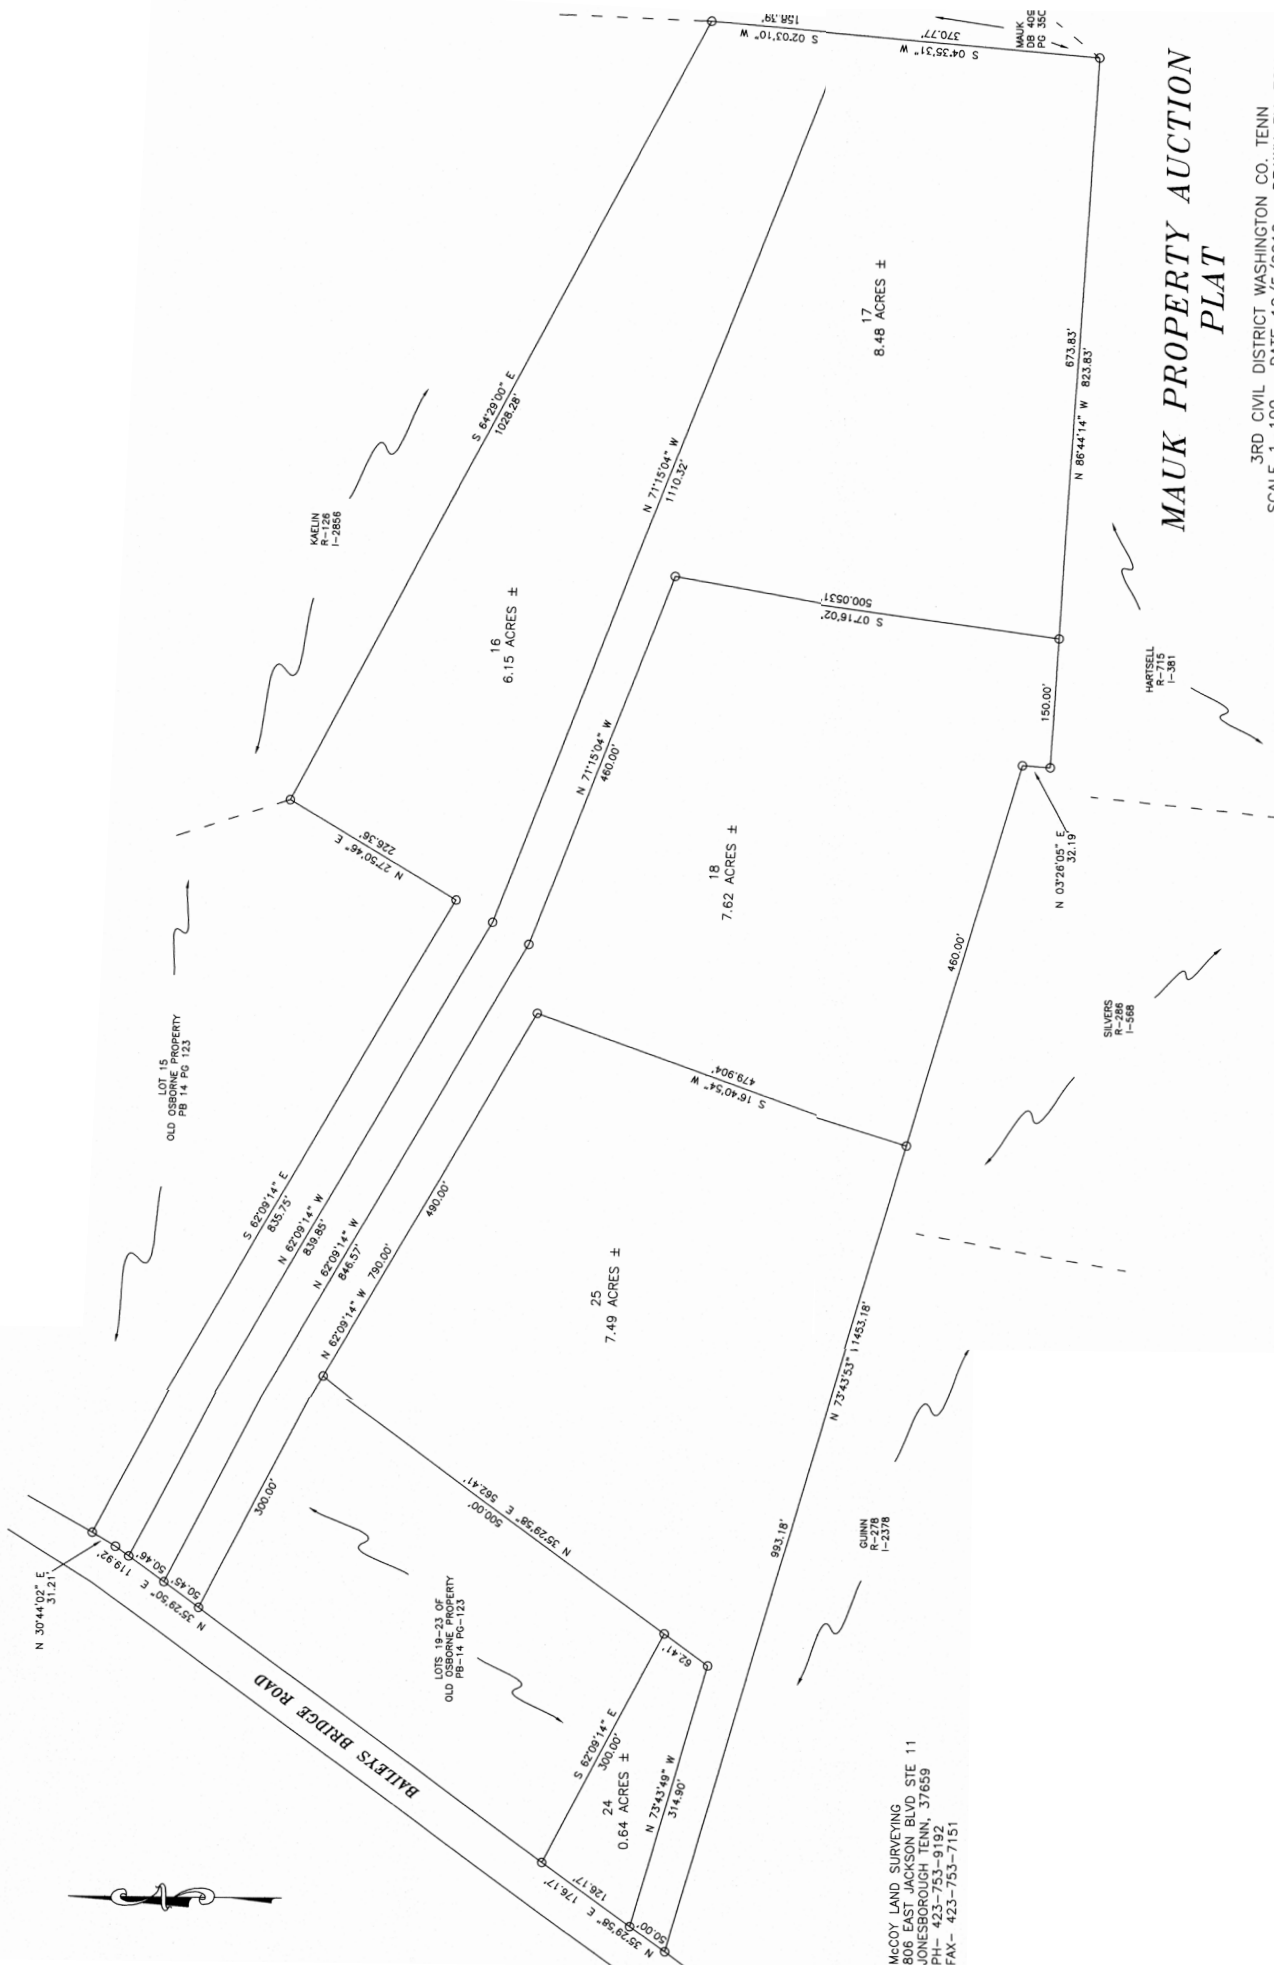 MAUK PROPERTY AUCTION
PLAT
3RD CIVIL DISTRICT WASHINGTON CO. TENN
MAUK
DB 409
S 02°03'10" W
158.39'
S 04°35'31" W
370.77'
S 64°29'00" E
1028.28'
KAELIN
R-126
I-2856
16
6.15 ACRES ±
17
8.48 ACRES ±
N 71°15'04" W
1110.32'
N 71°15'04" W
460.00'
S 07°16'02'
500.0531'
673.83'
N 86°44'14" W 823.83'
150.00'
HARTSELL
R-715
I-381
N 03°26'05" E
32.19'
N 27°50'46" E
226.36'
18
7.62 ACRES ±
460.00'
SILVERS
R-286
I-568
LOT 15
OLD OSBORNE PROPERTY
PB 14 PG 123
S 62°09'14" E
835.75'
N 62°09'14" W
839.85'
N 62°09'14" W
846.57'
N 62°09'14" W 790.00'
490.00'
300.00'
S 16°40'54" W
479.904'
25
7.49 ACRES ±
N 73°43'53" 1453.18'
993.18'
GUINN
R-278
I-2378
N 35°29'58" E 562.41'
500.00'
62.41'
LOTS 19-23 OF
OLD OSBORNE PROPERTY
PB-14 PG-123
N 30°44'02" E
31.21'
N 35°29'50" E 119.92'
50.46'
50.45'
BAILEYS BRIDGE ROAD
S 62°09'14" E
300.00'
24
0.64 ACRES ±
N 73°43'49" W
314.90'
N 35°29'58" E 176.17'
126.17'
50.00'
McCOY LAND SURVEYING
806 EAST JACKSON BLVD STE 11
JONESBOROUGH TENN, 37659
PH- 423-753-9192
FAX- 423-753-7151